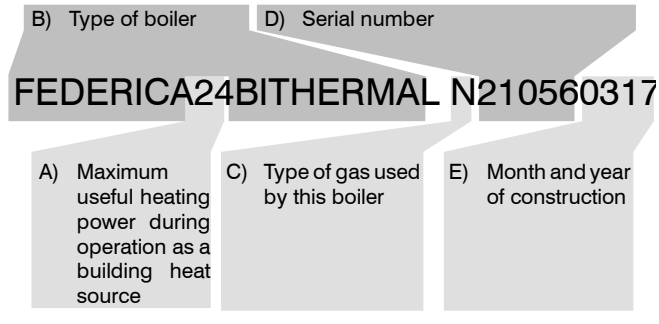 B) Type of boiler
D) Serial number
FEDERICA24BITHERMAL N210560317
A) Maximum
useful heating
power during
operation as a
building heat
source
C) Type of gas used
by this boiler
E) Month and year
of construction